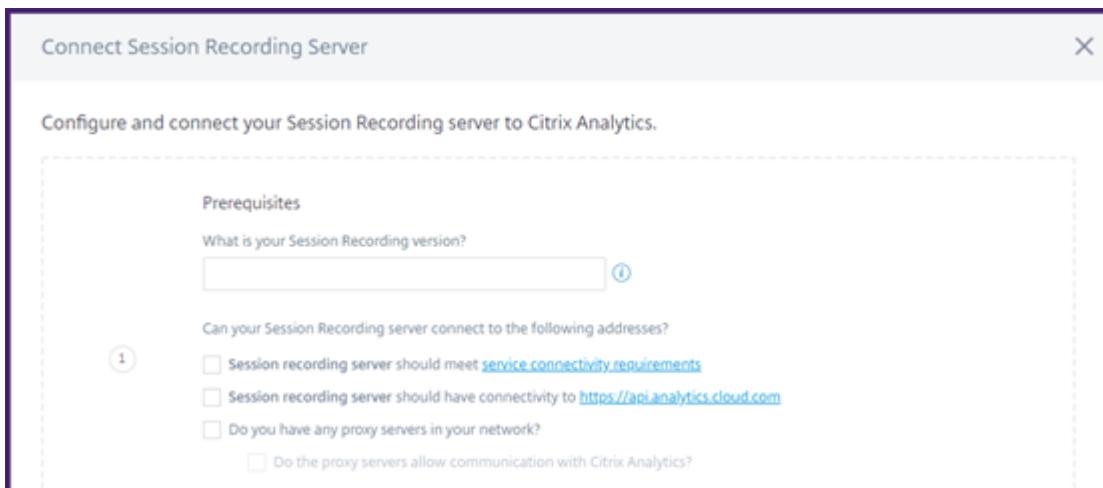 Connect Session Recording Server
Configure and connect your Session Recording server to Citrix Analytics.
Prerequisites
What is your Session Recording version?
Can your Session Recording server connect to the following addresses?
1
Session recording server should meet service connectivity requirements
Session recording server should have connectivity to https://api.analytics.cloud.com
Do you have any proxy servers in your network?
Do the proxy servers allow communication with Citrix Analytics?